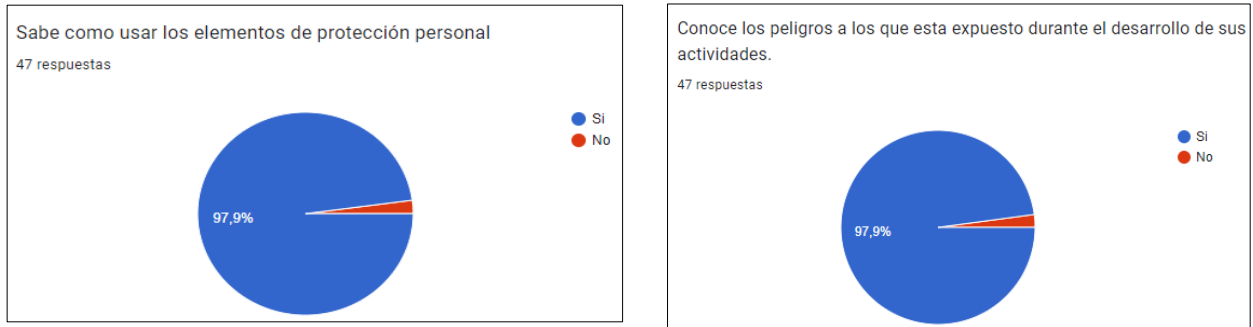 Sabe como usar los elementos de protección personal
47 respuestas
Si
No
97,9%
Conoce los peligros a los que esta expuesto durante el desarrollo de sus
actividades.
47 respuestas
Si
No
97,9%